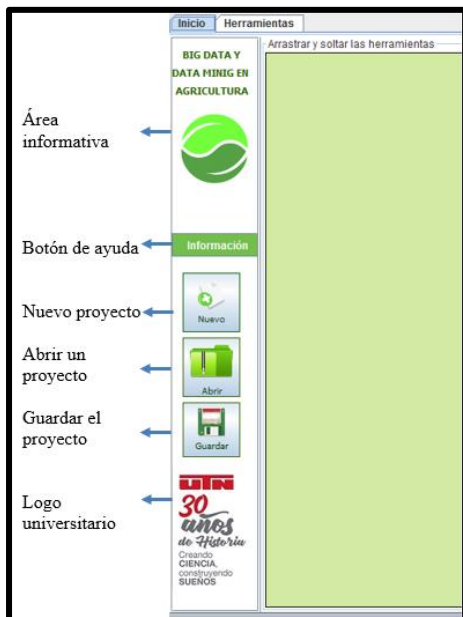 Inicio
Herramientas
Arrastrar y soltar las herramientas
BIG DATA Y
DATA MINIG EN
AGRICULTURA
Área
informativa
Botón de ayuda
Información
Nuevo proyecto
Nuevo
Abrir un
proyecto
Abrir
Guardar el
proyecto
Guardar
Logo
universitario
UTN
30
años
de Historia
Creando
CIENCIA,
construyendo
SUEÑOS